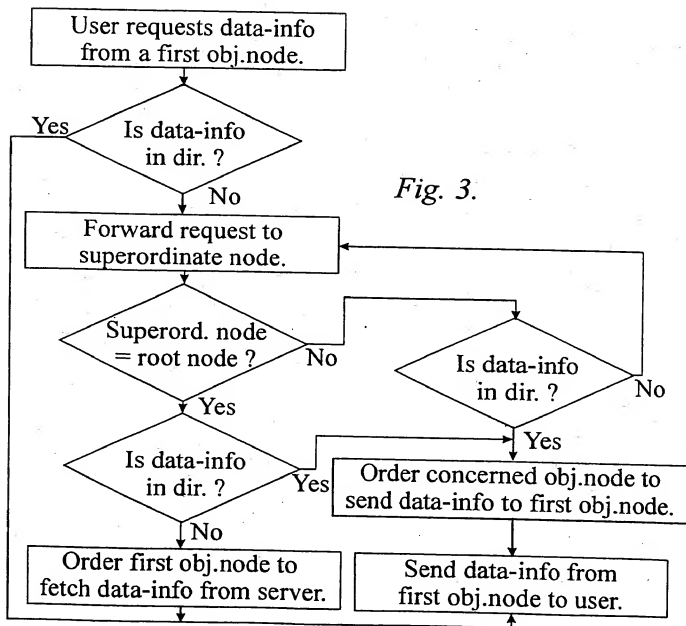 User requests data-info
from a first obj.node.
Yes
Is data-info
in dir. ?
No
Fig. 3.
Forward request to
superordinate node.
Superord. node
= root node ?
No
Is data-info
in dir. ?
No
Yes
Yes
Is data-info
in dir. ?
Yes
Order concerned obj.node to
send data-info to first obj.node.
No
Order first obj.node to
fetch data-info from server.
Send data-info from
first obj.node to user.